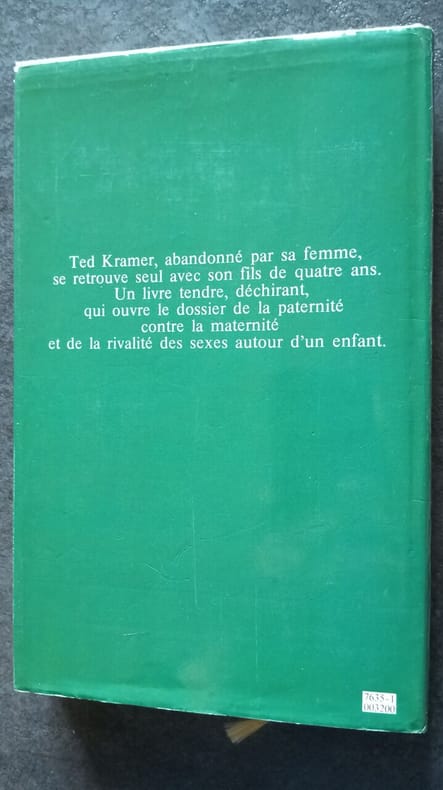 Ted Kramer, abandonné par sa femme,
se retrouve seul avec son fils de quatre ans.
Un livre tendre, déchirant,
qui ouvre le dossier de la paternité
contre la maternité
et de la rivalité des sexes autour d'un enfant.
7635-1
003200